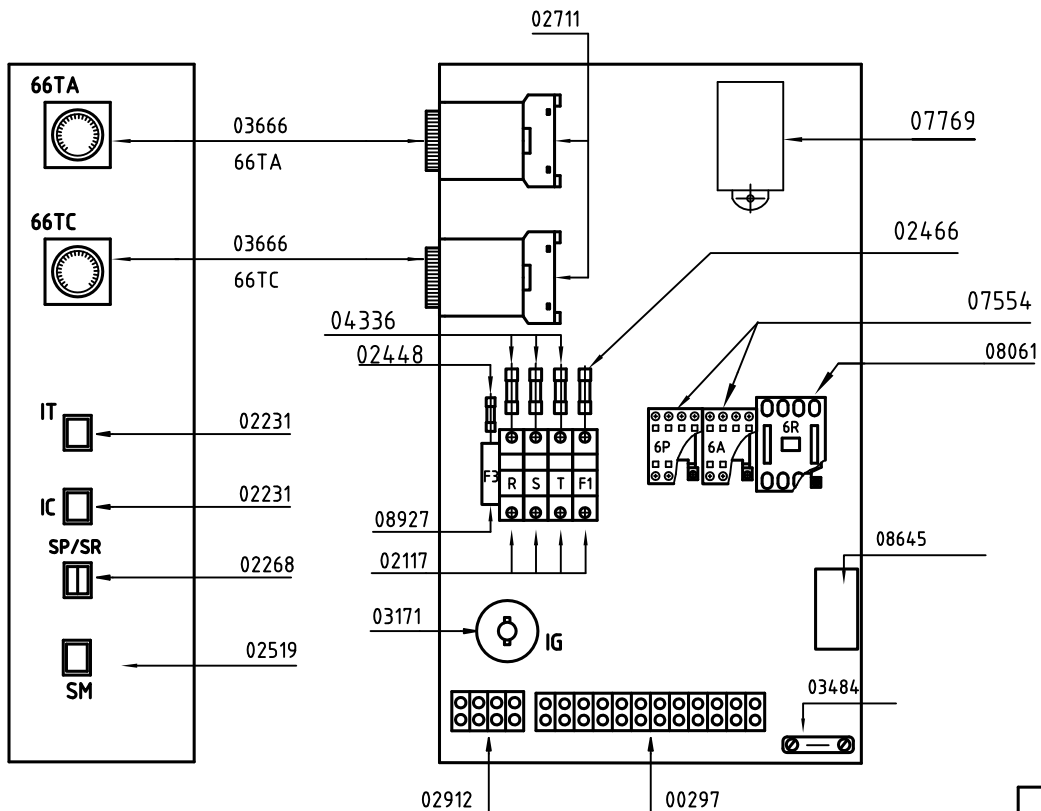 02711
66TA
03666
66TA
07769
66TC
03666
66TC
02466
07554
04336
02448
08061
IT
02231
6P
6A
6R
F3
R
S
T
F1
IC
02231
08927
SP/SR
02268
02117
08645
03171
IG
02519
SM
03484
02912
00297